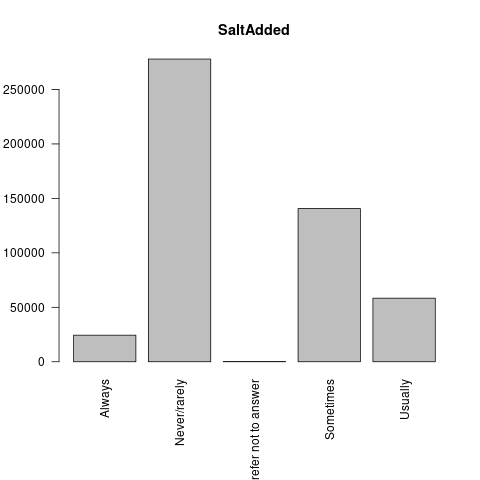 SaltAdded
250000
200000
150000
100000
50000
0
Always
Never/rarely
refer not to answer
Sometimes
Usually